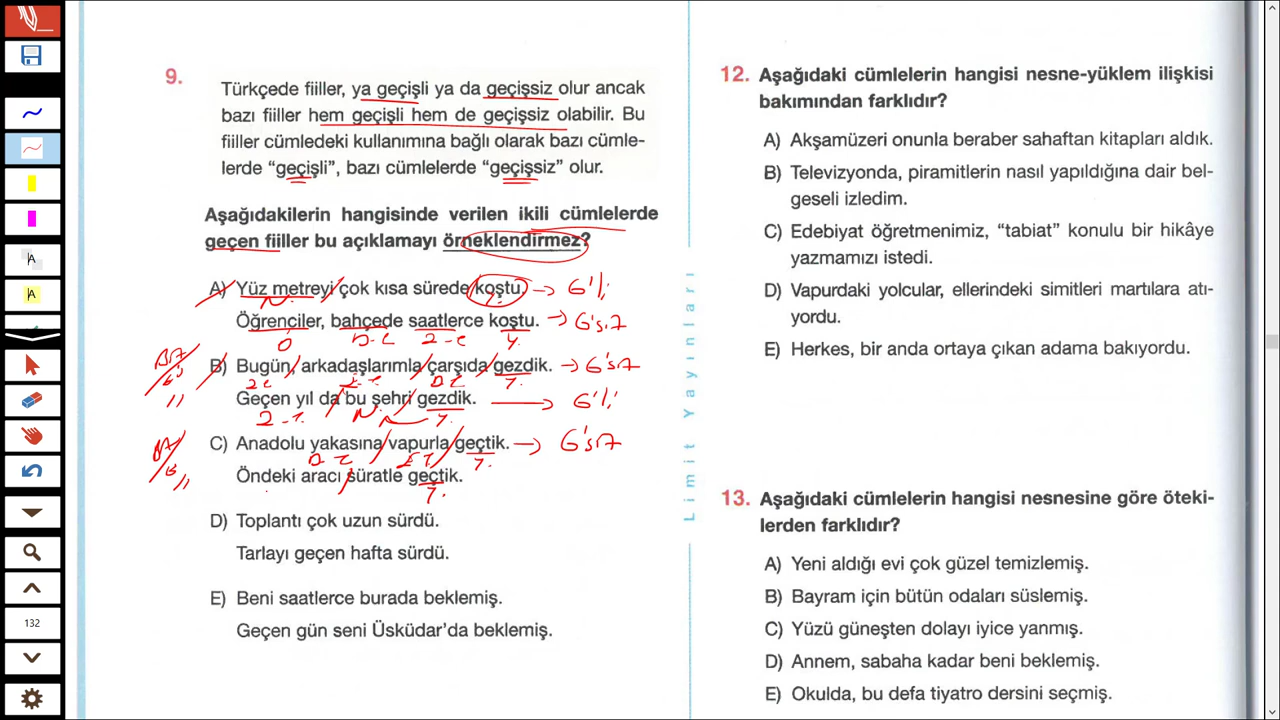 9.
Türkçede fiiller, ya geçişli ya da geçişsiz olur ancak
bazı fiiller hem geçişli hem de geçişsiz olabilir. Bu
fiiller cümledeki kullanımına bağlı olarak bazı cümle-
lerde "geçişli", bazı cümlelerde "geçişsiz" olur.
Aşağıdakilerin hangisinde verilen ikili cümlelerde
geçen fiiller bu açıklamayı örneklendirmez?
A) Yüz metreyi çok kısa sürede koştu
Öğrenciler, bahçede saatlerce koştu.
B) Bugün, arkadaşlarımla çarşıda gezdik.
Geçen yıl da bu şehri gezdik.
C) Anadolu yakasına vapurla geçtik.
Öndeki aracı süratle geçtik.
D) Toplantı çok uzun sürdü.
Tarlayı geçen hafta sürdü.
E) Beni saatlerce burada beklemiş.
Geçen gün seni Üsküdar'da beklemiş.
Limit Yayınları
12. Aşağıdaki cümlelerin hangisi nesne-yüklem ilişkisi
bakımından farklıdır?
A) Akşamüzeri onunla beraber sahaftan kitapları aldık.
B) Televizyonda, piramitlerin nasıl yapıldığına dair bel-
geseli izledim.
C) Edebiyat öğretmenimiz, "tabiat" konulu bir hikâye
yazmamızı istedi.
D) Vapurdaki yolcular, ellerindeki simitleri martılara atı-
yordu.
E) Herkes, bir anda ortaya çıkan adama bakıyordu.
13. Aşağıdaki cümlelerin hangisi nesnesine göre öteki-
lerden farklıdır?
A) Yeni aldığı evi çok güzel temizlemiş.
B) Bayram için bütün odaları süslemiş.
C) Yüzü güneşten dolayı iyice yanmış.
D) Annem, sabaha kadar beni beklemiş.
E) Okulda, bu defa tiyatro dersini seçmiş.
A
A
132